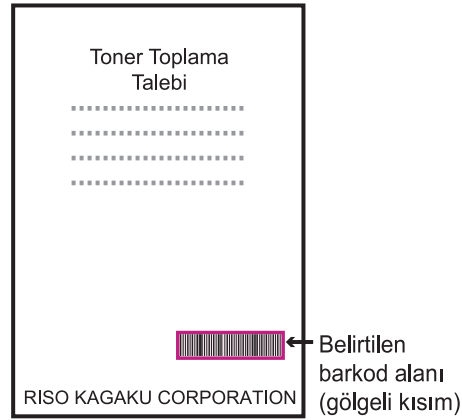 Toner Toplama
Talebi
Belirtilen
barkod alanı
(gölgeli kısım)
RISO KAGAKU CORPORATION